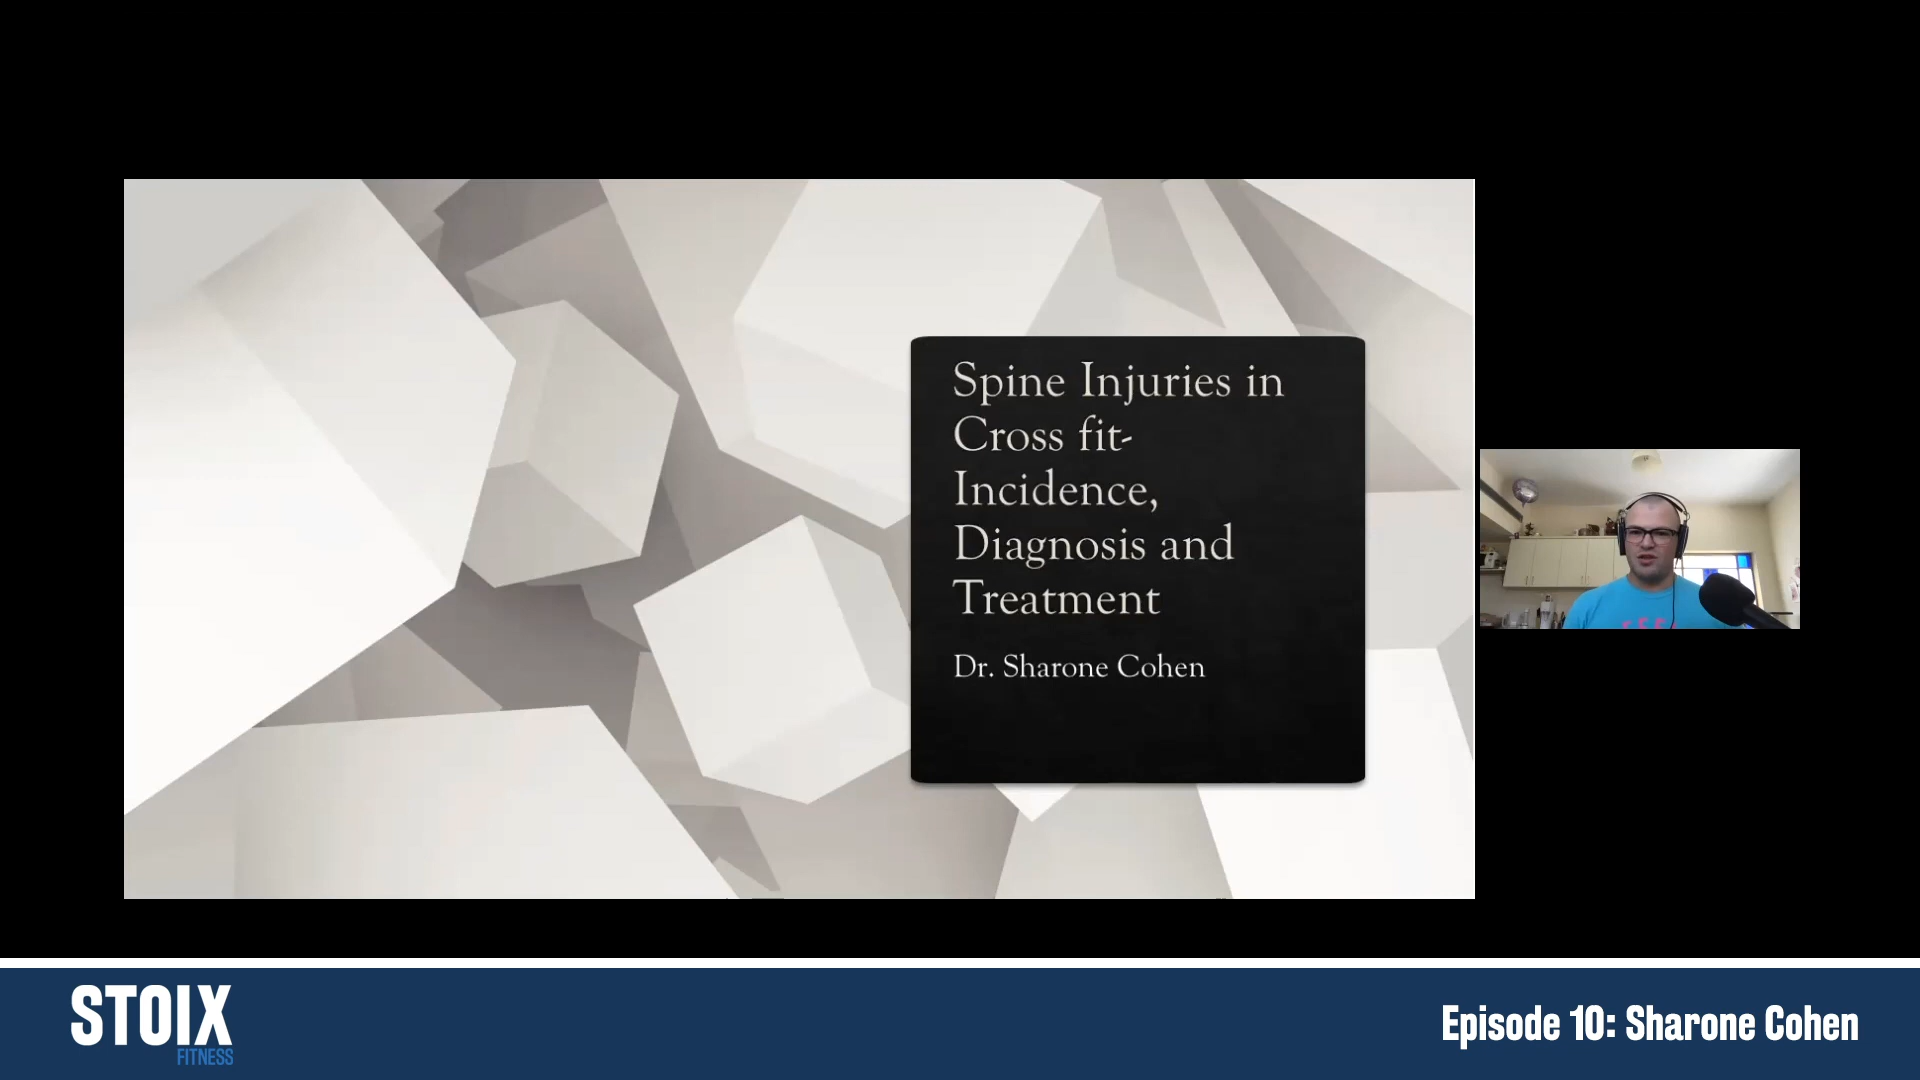 Spine Injuries in
Cross fit-
Incidence,
Diagnosis and
Treatment
Dr. Sharone Cohen
STOIX
FITNESS
Episode 10: Sharone Cohen